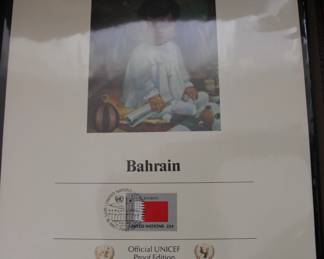 Bahrain
UNITED NATIONS
Official UNICEF
Proof Edition